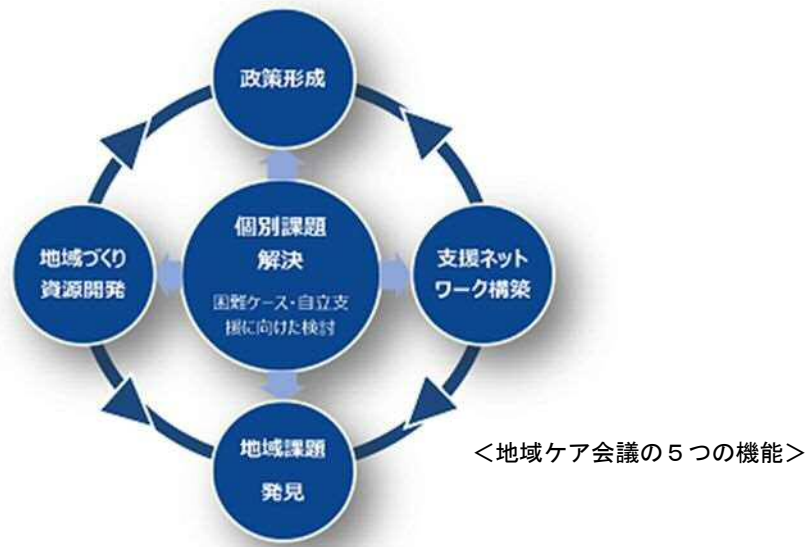 政策形成
個別課題
解決
困難ケース・自立支
援に向けた検討
地域づくり
資源開発
支援ネット
ワーク構築
地域課題
発見
＜地域ケア会議の５つの機能＞